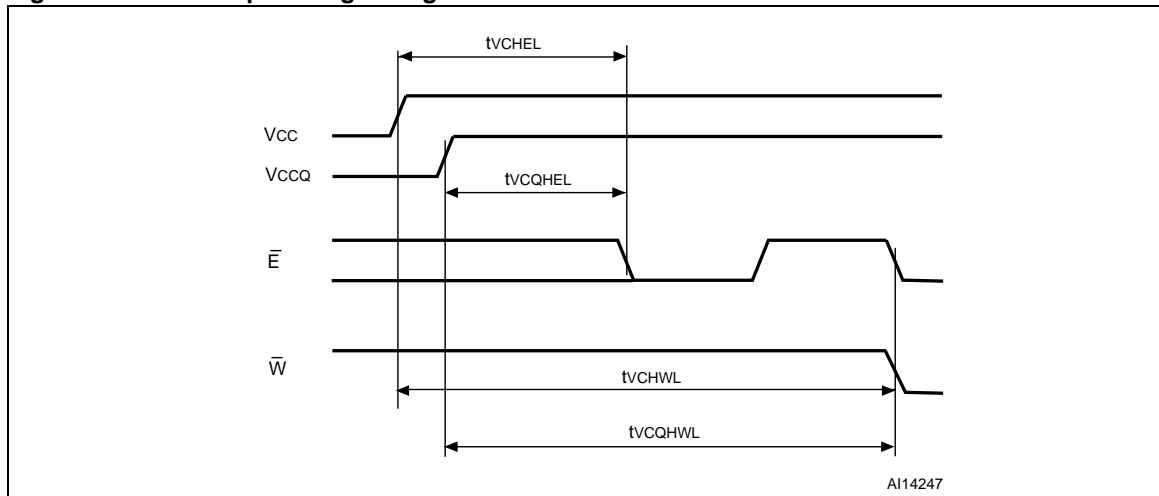 tVCHEL
VCC
VCCQ
tVCQHEL
E̅
W̅
tVCHWL
tVCQHWL
AI14247